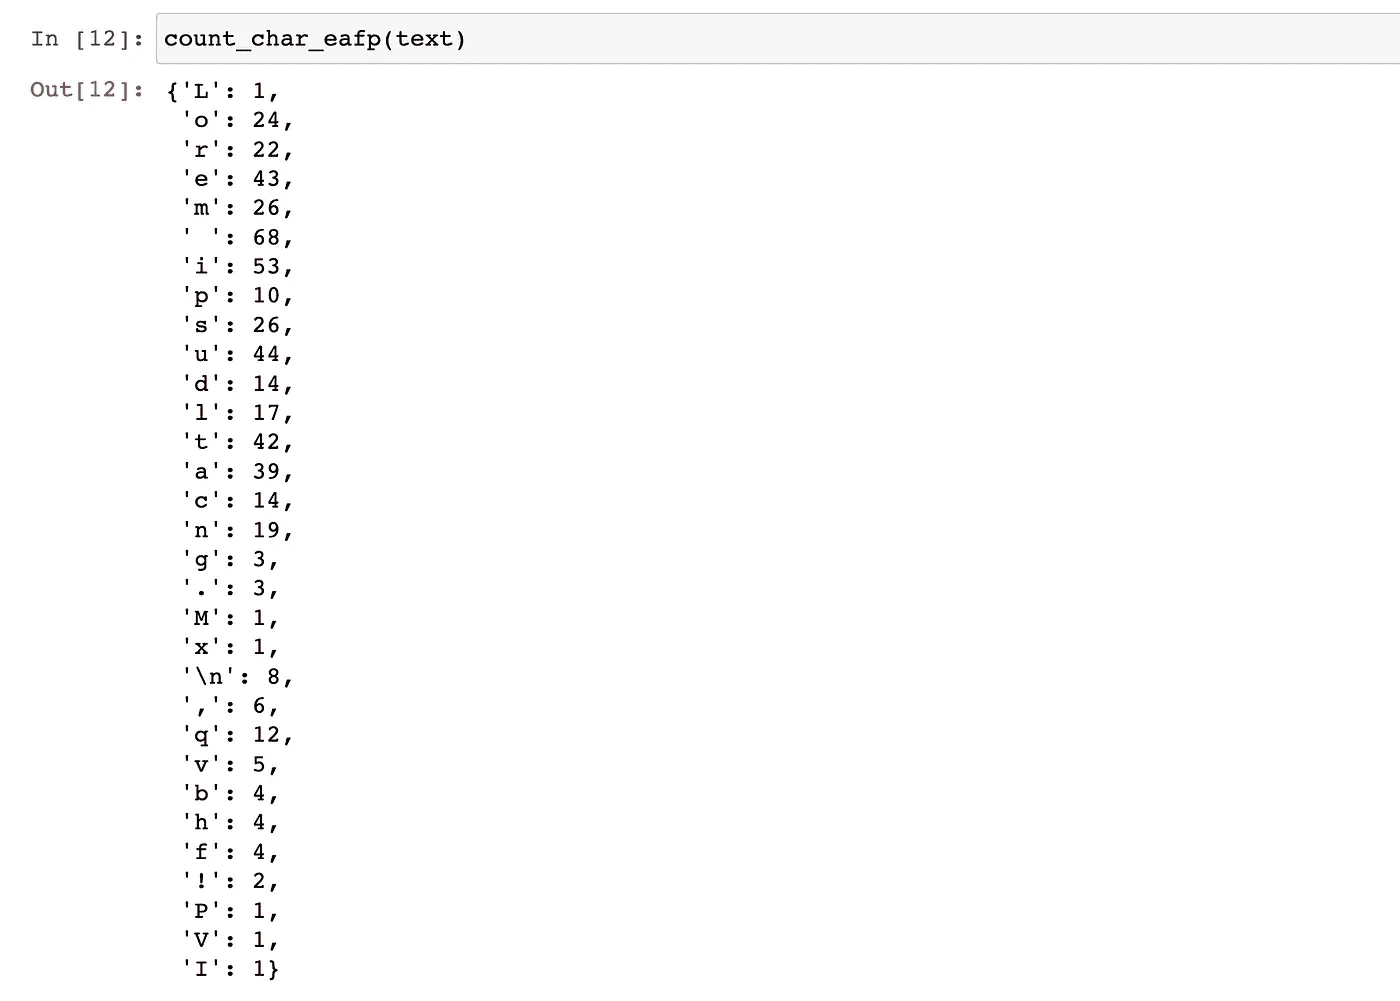 In [12]: count_char_eafp(text)
Out[12]: {'L': 1,
'o': 24,
'r': 22,
'e': 43,
'm': 26,
' ': 68,
'i': 53,
'p': 10,
's': 26,
'u': 44,
'd': 14,
'l': 17,
't': 42,
'a': 39,
'c': 14,
'n': 19,
'g': 3,
'.': 3,
'M': 1,
'x': 1,
'\n': 8,
',': 6,
'q': 12,
'v': 5,
'b': 4,
'h': 4,
'f': 4,
'!': 2,
'P': 1,
'V': 1,
'I': 1}